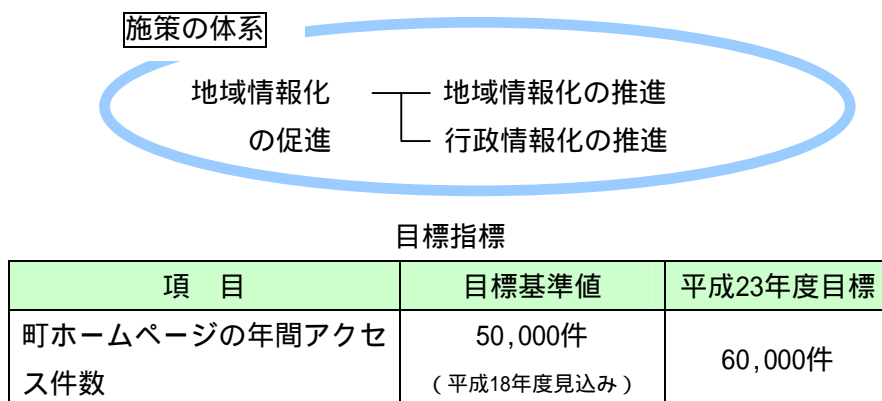 施策の体系
地域情報化 地域情報化の推進
の促進 行政情報化の推進
目標指標
項　目 目標基準値 平成23年度目標
町ホームページの年間アクセ 50,000件
ス件数 （平成18年度見込み） 60,000件